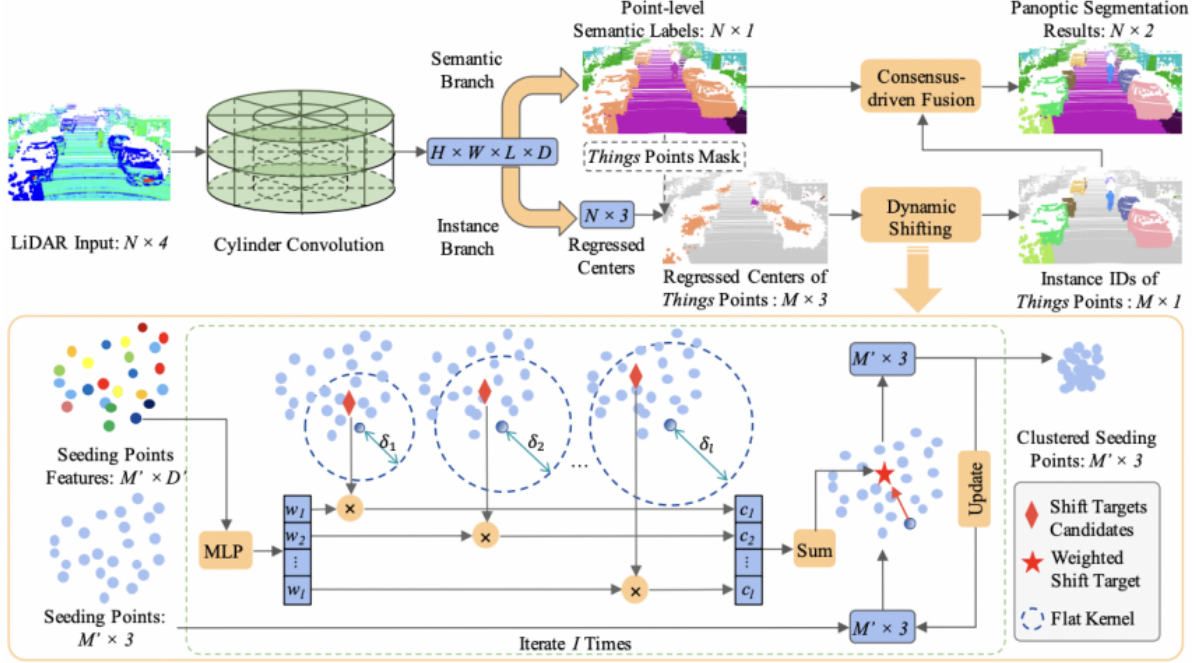 Point-level
Semantic Labels: N × 1
Panoptic Segmentation
Results: N × 2
Semantic
Branch
Consensus-
driven Fusion
H × W × L × D
Things Points Mask
LiDAR Input: N × 4
Cylinder Convolution
Instance
Branch
N × 3
Regressed
Centers
Dynamic
Shifting
Regressed Centers of
Things Points : M × 3
Instance IDs of
Things Points : M × 1
δ1
δ2
...
δl
M' × 3
Seeding Points
Features: M' × D'
Clustered Seeding
Points: M' × 3
Update
w1
w2
⋮
wl
×
×
×
c1
c2
⋮
cl
MLP
Sum
Shift Targets
Candidates
Weighted
Shift Target
Flat Kernel
Seeding Points:
M' × 3
M' × 3
Iterate I Times